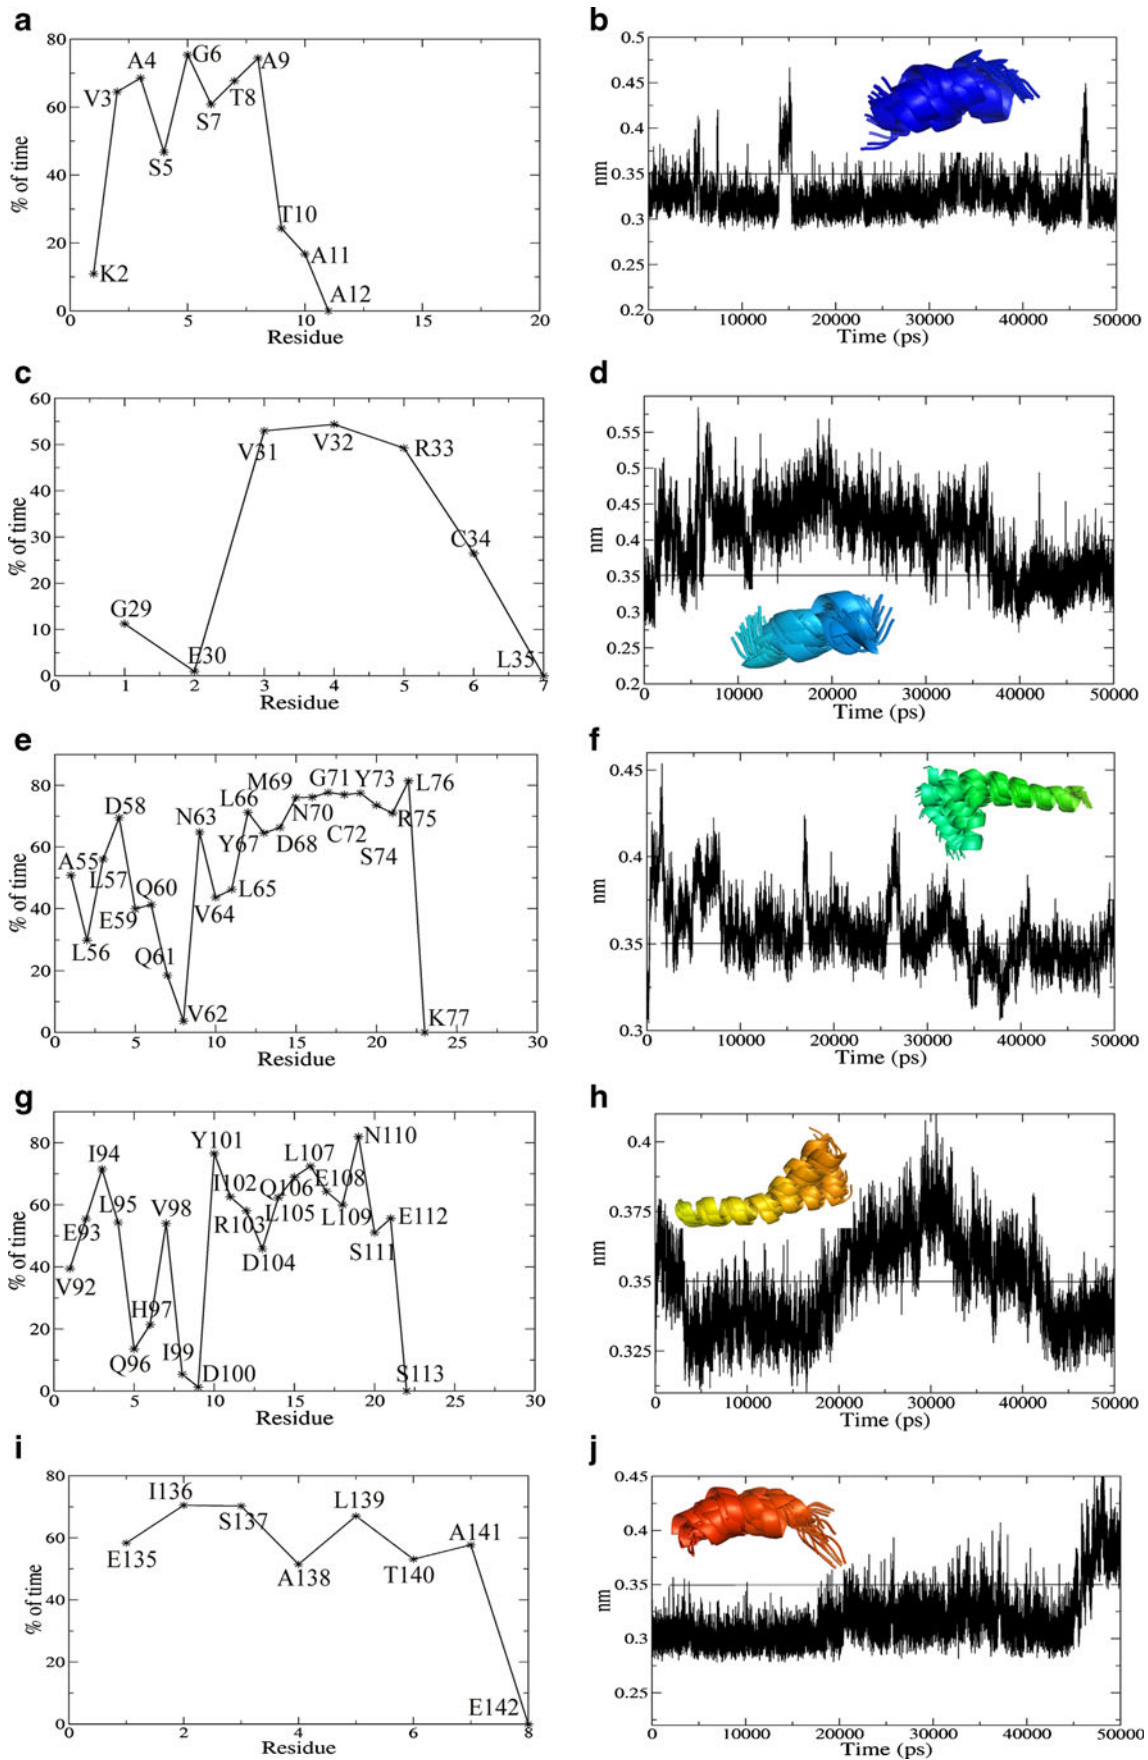 a
80
60
40
20
0
% of time
V3
A4
S5
G6
S7
T8
A9
K2
T10
A11
A12
0 5 10 15 20
Residue
b
0.5
0.45
0.4
0.35
0.3
0.25
0.2
nm
0 10000 20000 30000 40000 50000
Time (ps)
c
60
50
40
30
20
10
0
% of time
V31
V32
R33
C34
G29
E30
L35
0 1 2 3 4 5 6 7
Residue
d
0.55
0.5
0.45
0.4
0.35
0.3
0.25
0.2
nm
10000 20000 30000 40000 50000
Time (ps)
e
80
60
40
20
0
% of time
M69 G71 Y73
L76
L66
D58
N63
N70
R75
Y67
D68
C72
S74
A55
L57
Q60
E59
L65
V64
L56
Q61
V62
K77
0 5 10 15 20 25 30
Residue
f
0.45
0.4
0.35
0.3
nm
0 10000 20000 30000 40000 50000
Time (ps)
g
80
60
40
20
0
% of time
Y101
N110
I94
L107
I102
Q106
E108
L95
V98
E93
R103
L105
L109
E112
D104
S111
V92
H97
I99
Q96
D100
S113
0 5 10 15 20 25 30
Residue
h
0.4
0.375
0.35
0.325
nm
0 10000 20000 30000 40000 50000
Time (ps)
i
80
60
40
20
0
% of time
I136
S137
L139
A141
E135
A138
T140
E142
0 2 4 6 8
Residue
j
0.45
0.4
0.35
0.3
0.25
nm
0 10000 20000 30000 40000 50000
Time (ps)